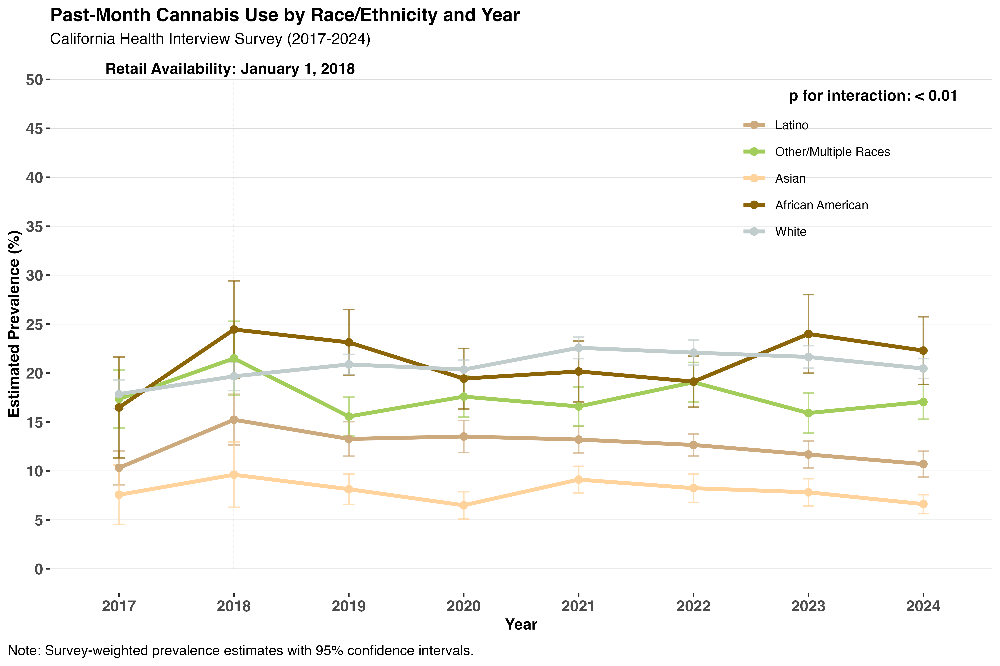 Past-Month Cannabis Use by Race/Ethnicity and Year
California Health Interview Survey (2017-2024)
Retail Availability: January 1, 2018
p for interaction: < 0.01
Latino
Other/Multiple Races
Asian
African American
White
Estimated Prevalence (%)
50
45
40
35
30
25
20
15
10
5
0
2017 2018 2019 2020 2021 2022 2023 2024
Year
Note: Survey-weighted prevalence estimates with 95% confidence intervals.